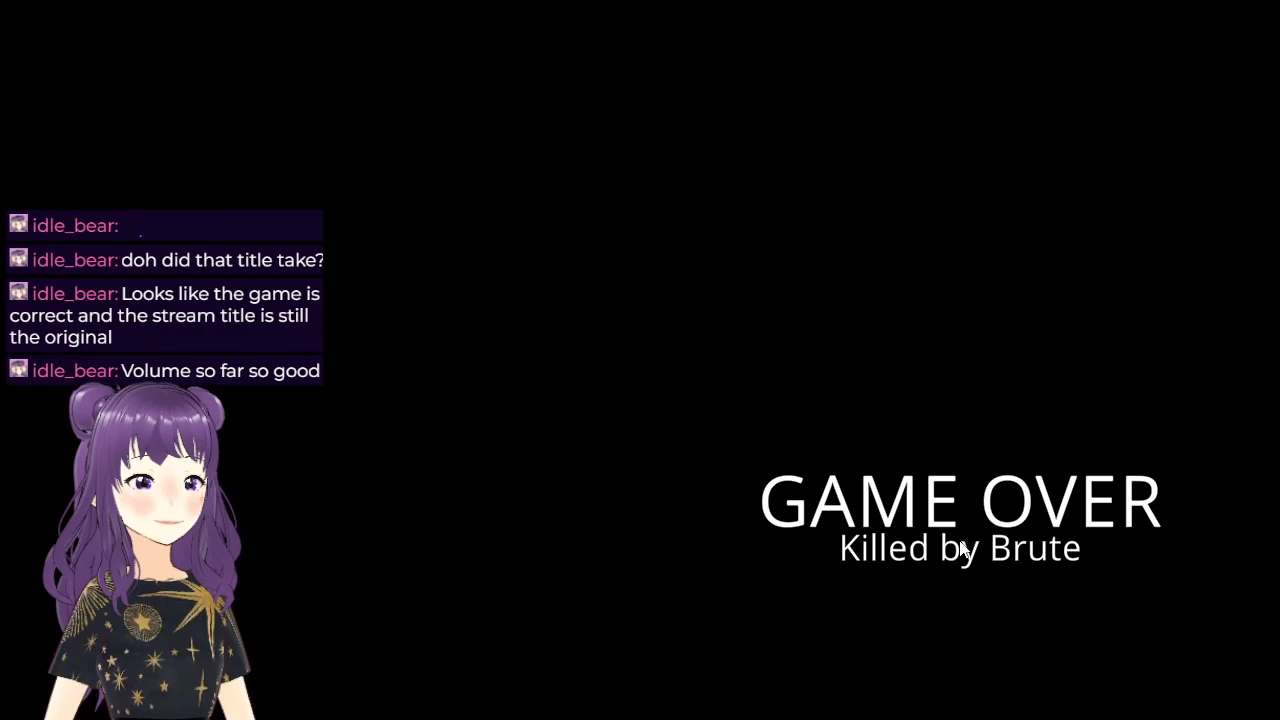 idle_bear:
idle_bear: doh did that title take?
idle_bear: Looks like the game is
correct and the stream title is still
the original
idle_bear: Volume so far so good
GAME OVER
Killed by Brute